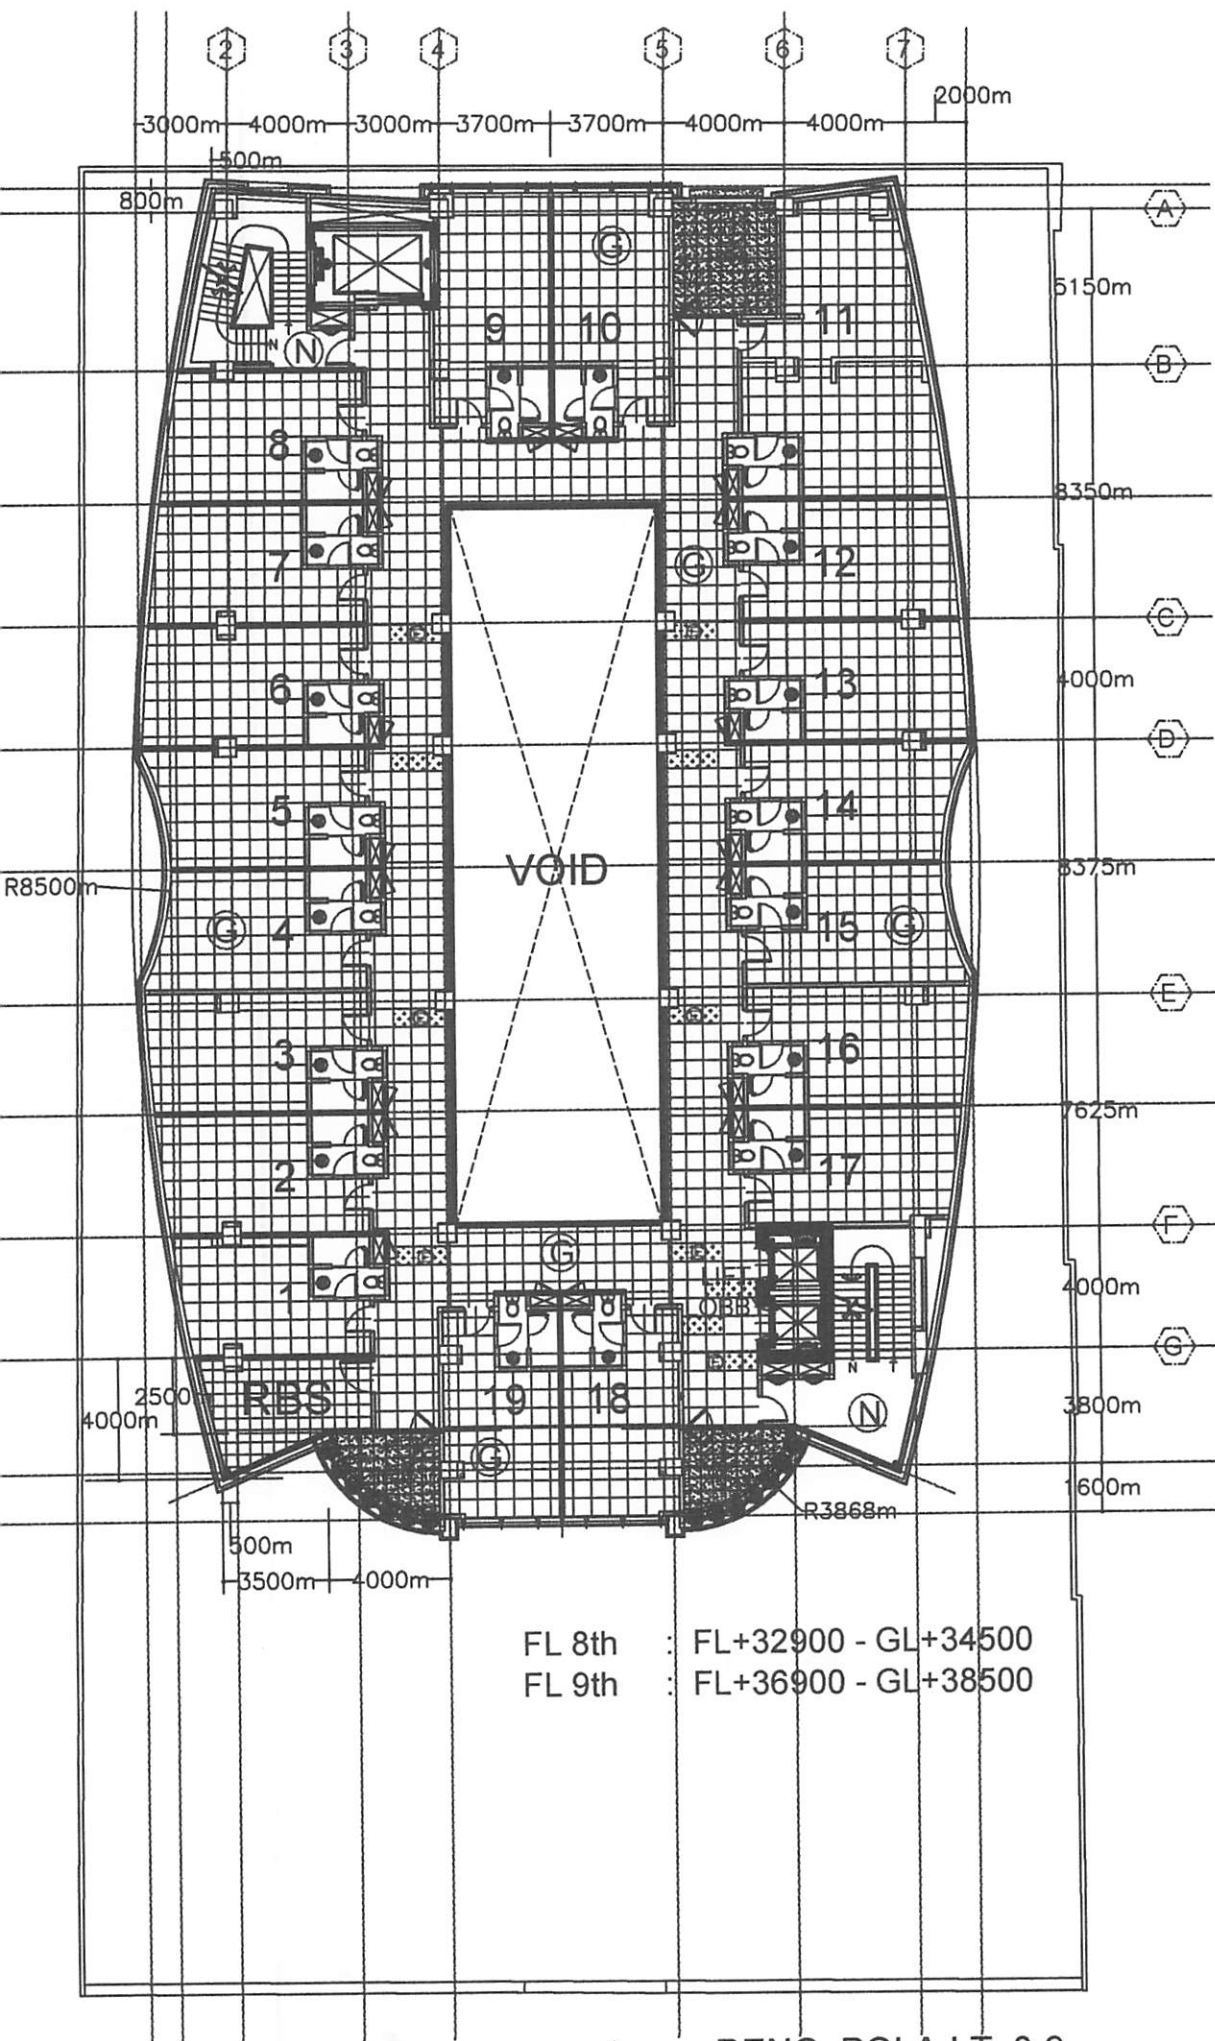 2 3 4 5 6 7
2000m
3000m 4000m 3000m 3700m 3700m 4000m 4000m
500m
800m
A
G
5150m
9 10 11
N
N
B
8
8350m
7 G 12
C
6 13 4000m
D
5 14
VOID
8375m
R8500m
G 4 15 G
E
3 16
7625m
2 17
F
G
1 4000m
G
N
RBS 19 18
2500
4000m
N
3800m
G
1600m
R3868m
500m
3500m 4000m
FL 8th : FL+32900 - GL+34500
FL 9th : FL+36900 - GL+38500